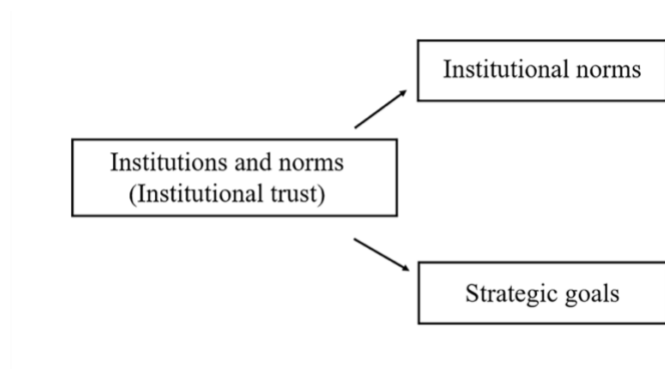 Institutional norms
Institutions and norms
(Institutional trust)
Strategic goals